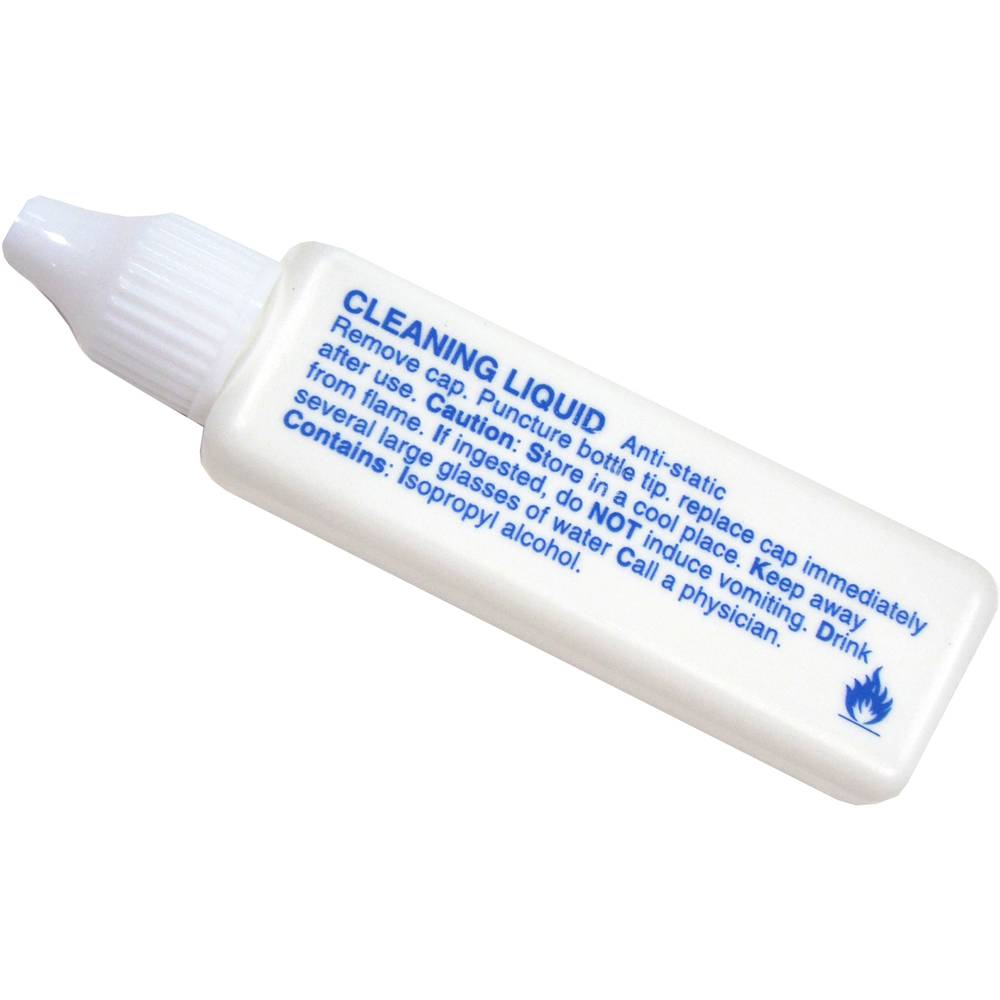 CLEANING LIQUID Anti-static
Remove cap. Puncture bottle tip. replace cap immediately
after use. Caution: Store in a cool place. Keep away
from flame. If ingested, do NOT induce vomiting. Drink
several large glasses of water Call a physician.
Contains: Isopropyl alcohol.